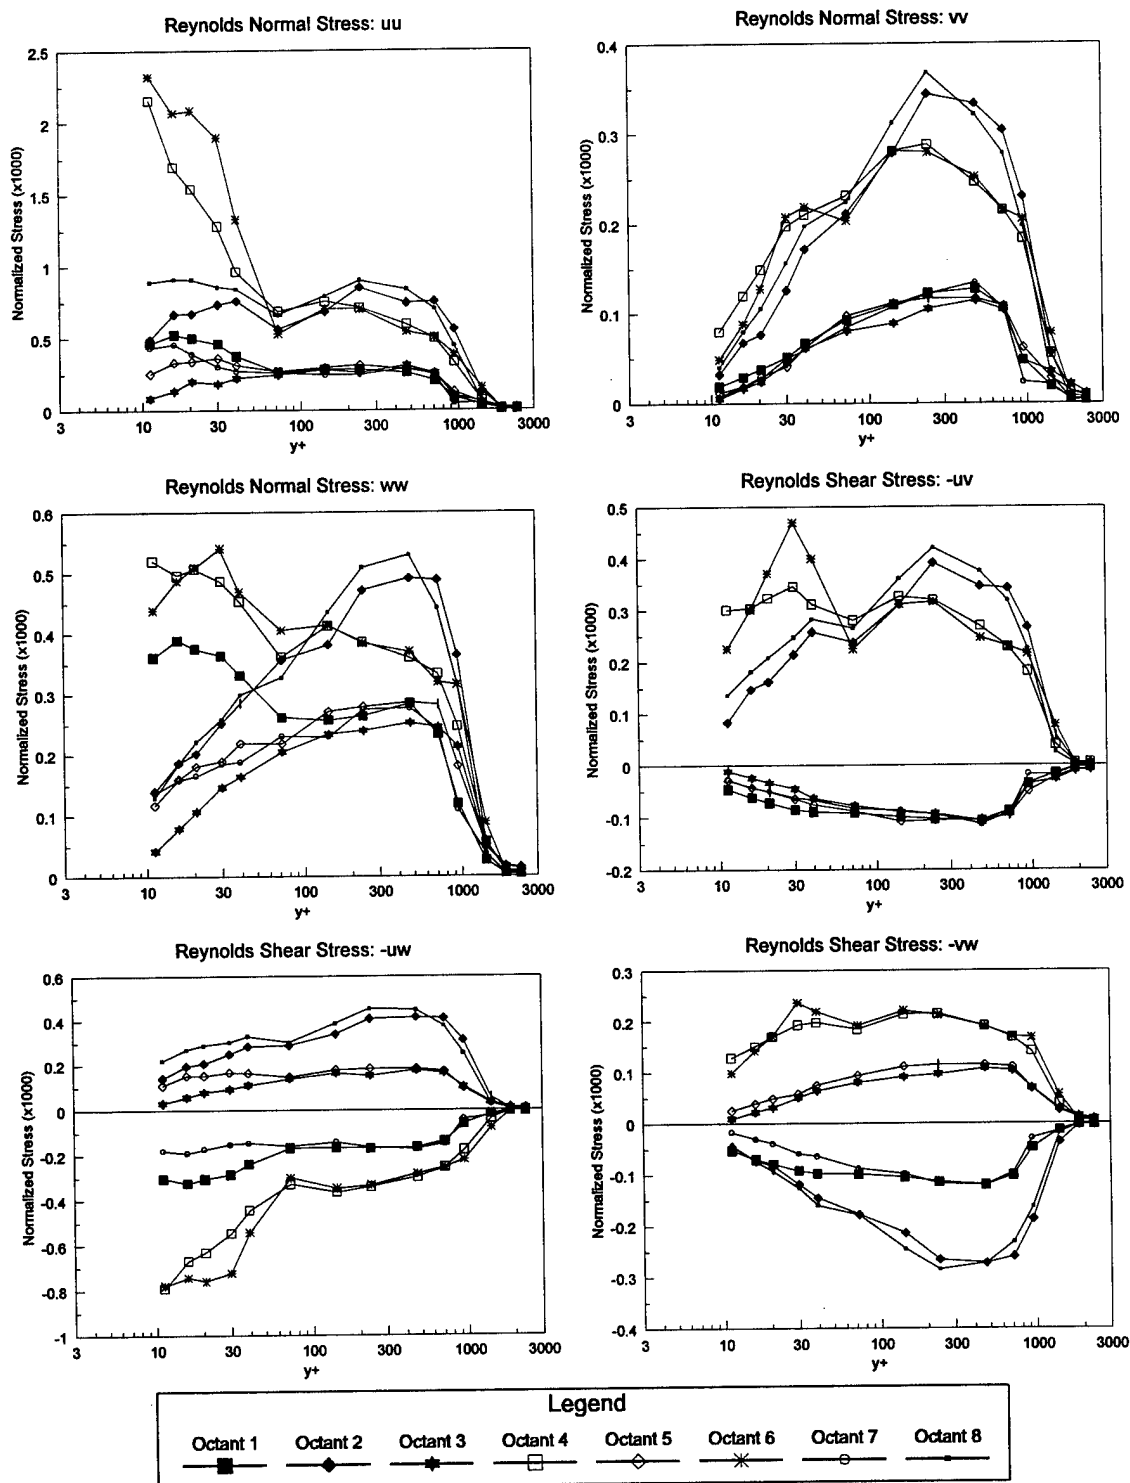 Reynolds Normal Stress: uu
Normalized Stress (x1000)
2.5
2
1.5
1
0.5
0
3 10 30 100 300 1000 3000
y+
Reynolds Normal Stress: vv
Normalized Stress (x1000)
0.4
0.3
0.2
0.1
0
3 10 30 100 300 1000 3000
y+
Reynolds Normal Stress: ww
Normalized Stress (x1000)
0.6
0.5
0.4
0.3
0.2
0.1
0
3 10 30 100 300 1000 3000
y+
Reynolds Shear Stress: -uv
Normalized Stress (x1000)
0.5
0.4
0.3
0.2
0.1
0
-0.1
-0.2
3 10 30 100 300 1000 3000
y+
Reynolds Shear Stress: -uw
Normalized Stress (x1000)
0.6
0.4
0.2
0
-0.2
-0.4
-0.6
-0.8
-1
3 10 30 100 300 1000 3000
y+
Reynolds Shear Stress: -vw
Normalized Stress (x1000)
0.3
0.2
0.1
0
-0.1
-0.2
-0.3
-0.4
3 10 30 100 300 1000 3000
y+
Legend
Octant 1 Octant 2 Octant 3 Octant 4 Octant 5 Octant 6 Octant 7 Octant 8